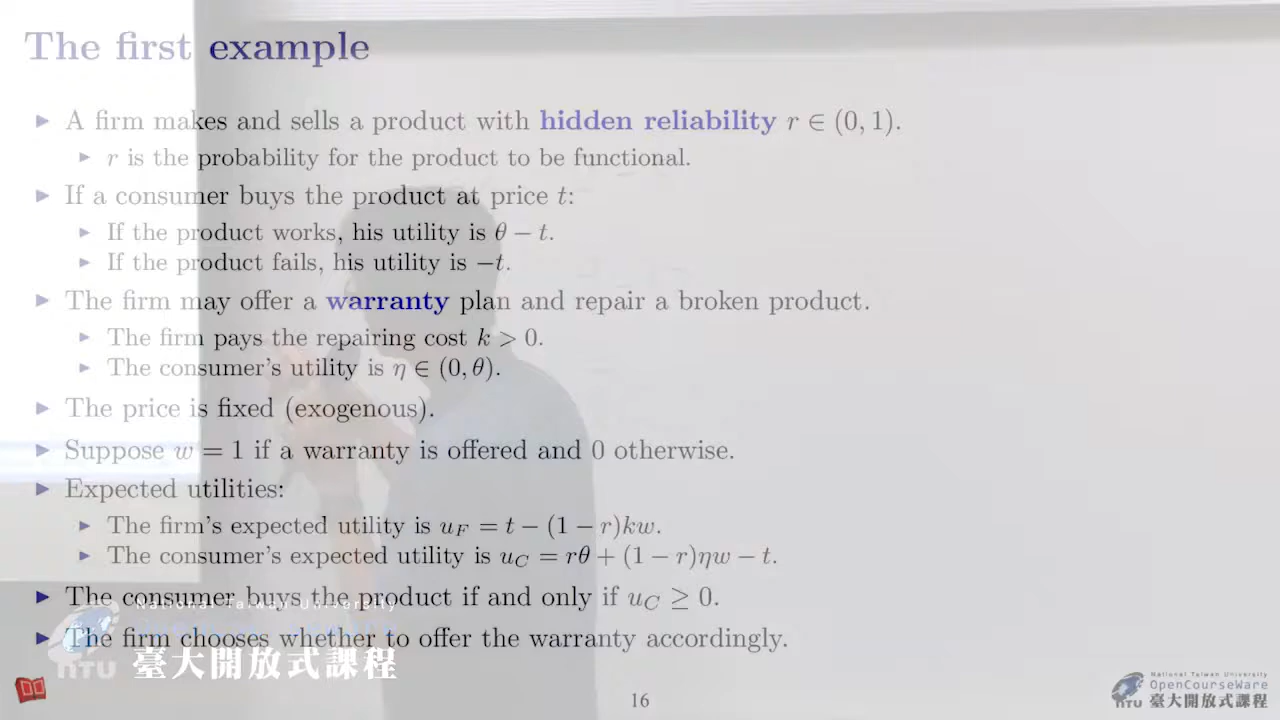 The first example
▶ A firm makes and sells a product with hidden reliability r ∈ (0, 1).
▶ r is the probability for the product to be functional.
▶ If a consumer buys the product at price t:
▶ If the product works, his utility is θ − t.
▶ If the product fails, his utility is −t.
▶ The firm may offer a warranty plan and repair a broken product.
▶ The firm pays the repairing cost k > 0.
▶ The consumer's utility is η ∈ (0, θ).
▶ The price is fixed (exogenous).
▶ Suppose w = 1 if a warranty is offered and 0 otherwise.
▶ Expected utilities:
▶ The firm's expected utility is u_F = t − (1 − r)kw.
▶ The consumer's expected utility is u_C = rθ + (1 − r)ηw − t.
▶ The consumer buys the product if and only if u_C ≥ 0.
National Taiwan University
▶ The firm chooses whether to offer the warranty accordingly.
NTU 臺大開放式課程
16
National Taiwan University
OpenCourseWare
NTU 臺大開放式課程